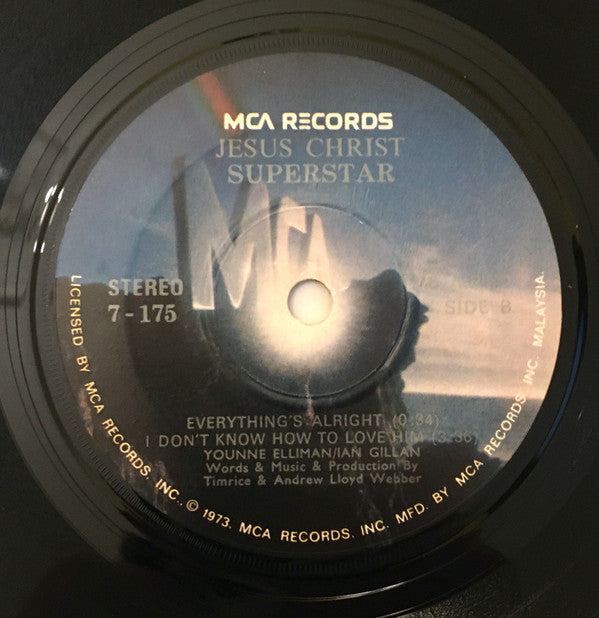 MCA RECORDS
JESUS CHRIST
SUPERSTAR
MCA
STEREO
7-175
SIDE B
EVERYTHING'S ALRIGHT (0:34)
I DON'T KNOW HOW TO LOVE HIM (3:36)
YOUNNE ELLIMAN/IAN GILLAN
Words & Music & Production By
Timrice & Andrew Lloyd Webber
LICENSED BY MCA RECORDS, INC., © 1973. MCA RECORDS, INC. MFD. BY MCA RECORDS INC. MALAYSIA.